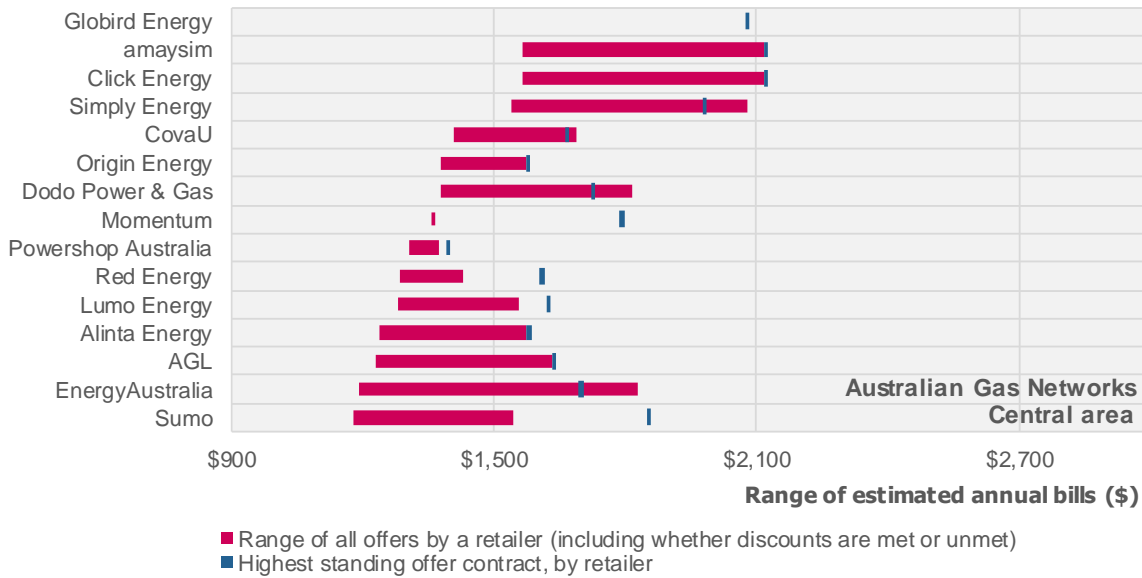 Globird Energy
amaysim
Click Energy
Simply Energy
CovaU
Origin Energy
Dodo Power & Gas
Momentum
Powershop Australia
Red Energy
Lumo Energy
Alinta Energy
AGL
EnergyAustralia
Sumo
Australian Gas Networks
Central area
$900 $1,500 $2,100 $2,700
Range of estimated annual bills ($)
Range of all offers by a retailer (including whether discounts are met or unmet)
Highest standing offer contract, by retailer